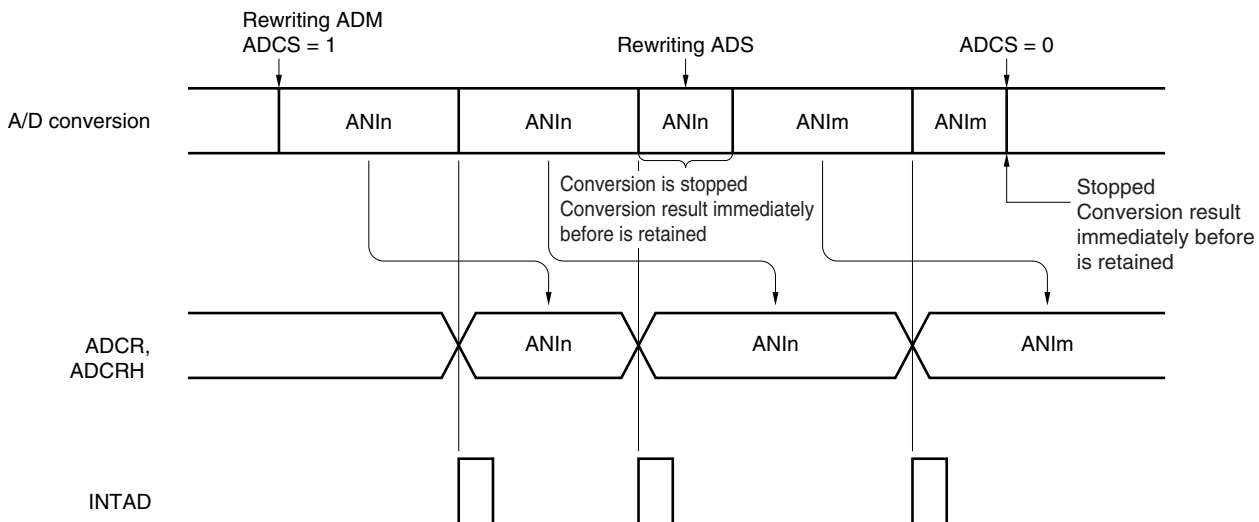 Rewriting ADM
ADCS = 1
Rewriting ADS
ADCS = 0
A/D conversion
ANIn
ANIn
ANIn
ANIm
ANIm
Conversion is stopped
Conversion result immediately
before is retained
Stopped
Conversion result
immediately before
is retained
ADCR,
ADCRH
ANIn
ANIn
ANIm
INTAD